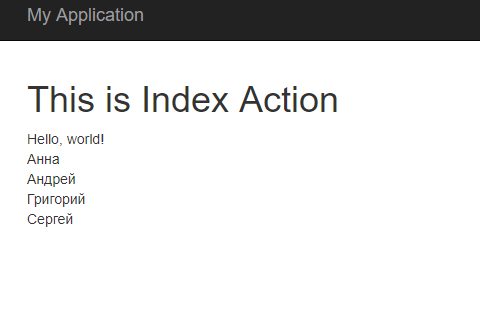 My Application
This is Index Action
Hello, world!
Анна
Андрей
Григорий
Сергей